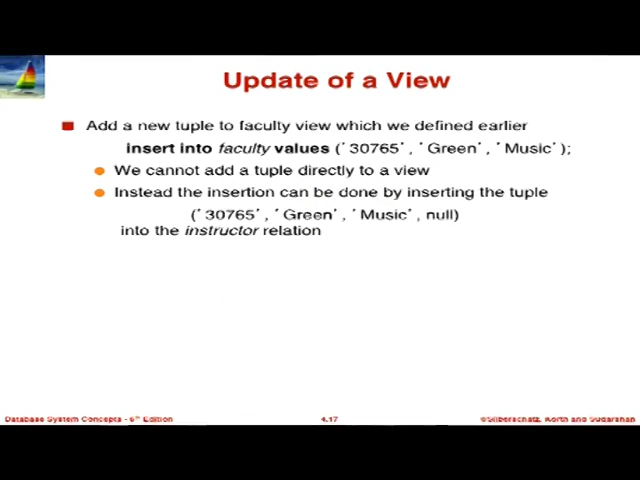 Update of a View
Add a new tuple to faculty view which we defined earlier
insert into faculty values ('30765', 'Green', 'Music');
We cannot add a tuple directly to a view
Instead the insertion can be done by inserting the tuple
('30765', 'Green', 'Music', null)
into the instructor relation
Database System Concepts - 6th Edition
4.17
©Silberschatz, Korth and Sudarshan